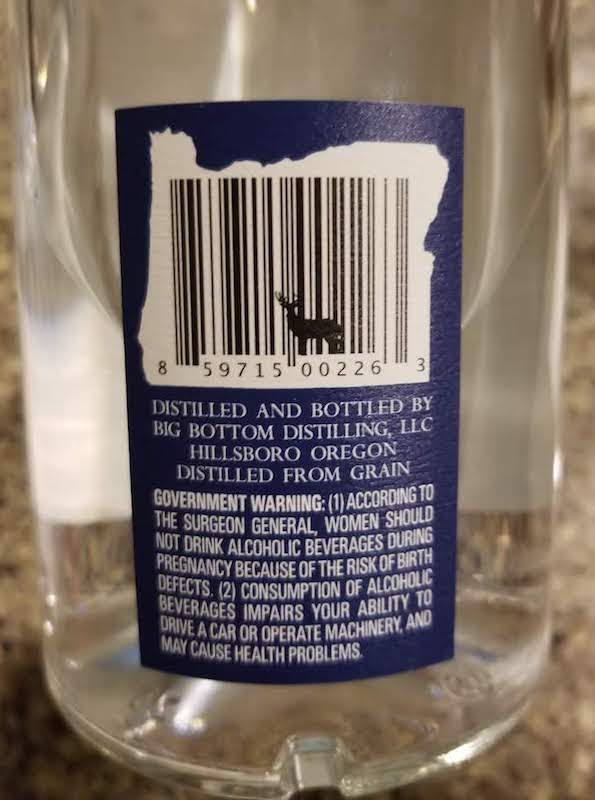 8 59715 00226 3
DISTILLED AND BOTTLED BY
BIG BOTTOM DISTILLING, LLC
HILLSBORO OREGON
DISTILLED FROM GRAIN
GOVERNMENT WARNING: (1) ACCORDING TO
THE SURGEON GENERAL, WOMEN SHOULD
NOT DRINK ALCOHOLIC BEVERAGES DURING
PREGNANCY BECAUSE OF THE RISK OF BIRTH
DEFECTS. (2) CONSUMPTION OF ALCOHOLIC
BEVERAGES IMPAIRS YOUR ABILITY TO
DRIVE A CAR OR OPERATE MACHINERY, AND
MAY CAUSE HEALTH PROBLEMS.